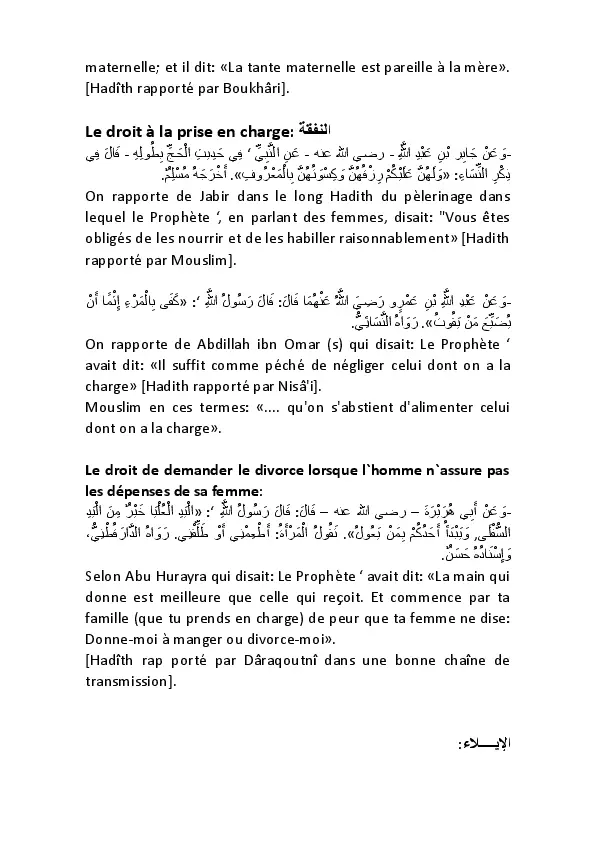 maternelle; et il dit: «La tante maternelle est pareille à la mère».
[Hadîth rapporté par Boukhâri].
Le droit à la prise en charge: النفقة
-وَعَنْ جَابِرِ بْنِ عَبْدِ اللَّهِ - رضي الله عنه - عَنِ النَّبِيِّ ‘ فِي حَدِيثِ الْحَجِّ بِطُولِهِ - قَالَ فِي
ذِكْرِ النِّسَاءِ: «وَلَهُنَّ عَلَيْكُمْ رِزْقُهُنَّ وَكِسْوَتُهُنَّ بِالْمَعْرُوفِ». أَخْرَجَهُ مُسْلِمٌ.
On rapporte de Jabir dans le long Hadith du pèlerinage dans
lequel le Prophète ‘, en parlant des femmes, disait: "Vous êtes
obligés de les nourrir et de les habiller raisonnablement» [Hadith
rapporté par Mouslim].
-وَعَنْ عَبْدِ اللَّهِ بْنِ عَمْرٍو رَضِيَ اللَّهُ عَنْهُمَا قَالَ: قَالَ رَسُولُ اللَّهِ ‘: «كَفَى بِالْمَرْءِ إِثْمًا أَنْ
يُضَيِّعَ مَنْ يَقُوتُ». رَوَاهُ النَّسَائِيُّ.
On rapporte de Abdillah ibn Omar (s) qui disait: Le Prophète ‘
avait dit: «Il suffit comme péché de négliger celui dont on a la
charge» [Hadith rapporté par Nisâ'i].
Mouslim en ces termes: «.... qu'on s'abstient d'alimenter celui
dont on a la charge».
Le droit de demander le divorce lorsque l`homme n`assure pas
les dépenses de sa femme:
-وَعَنْ أَبِي هُرَيْرَةَ – رضي الله عنه – قَالَ: قَالَ رَسُولُ اللَّهِ ‘: «الْيَدِ الْعُلْيَا خَيْرٌ مِنَ الْيَدِ
السُّفْلَى, وَيَبْدَأُ أَحَدُكُمْ بِمَنْ يَعُولُ». تَقُولُ الْمَرْأَةُ: أَطْعِمْنِي أَوْ طَلِّقْنِي. رَوَاهُ الدَّارَقُطْنِيُّ،
وَإِسْنَادُهُ حَسَنٌ.
Selon Abu Hurayra qui disait: Le Prophète ‘ avait dit: «La main qui
donne est meilleure que celle qui reçoit. Et commence par ta
famille (que tu prends en charge) de peur que ta femme ne dise:
Donne-moi à manger ou divorce-moi».
[Hadîth rap porté par Dâraqoutnî dans une bonne chaîne de
transmission].
الإيـــلاء: